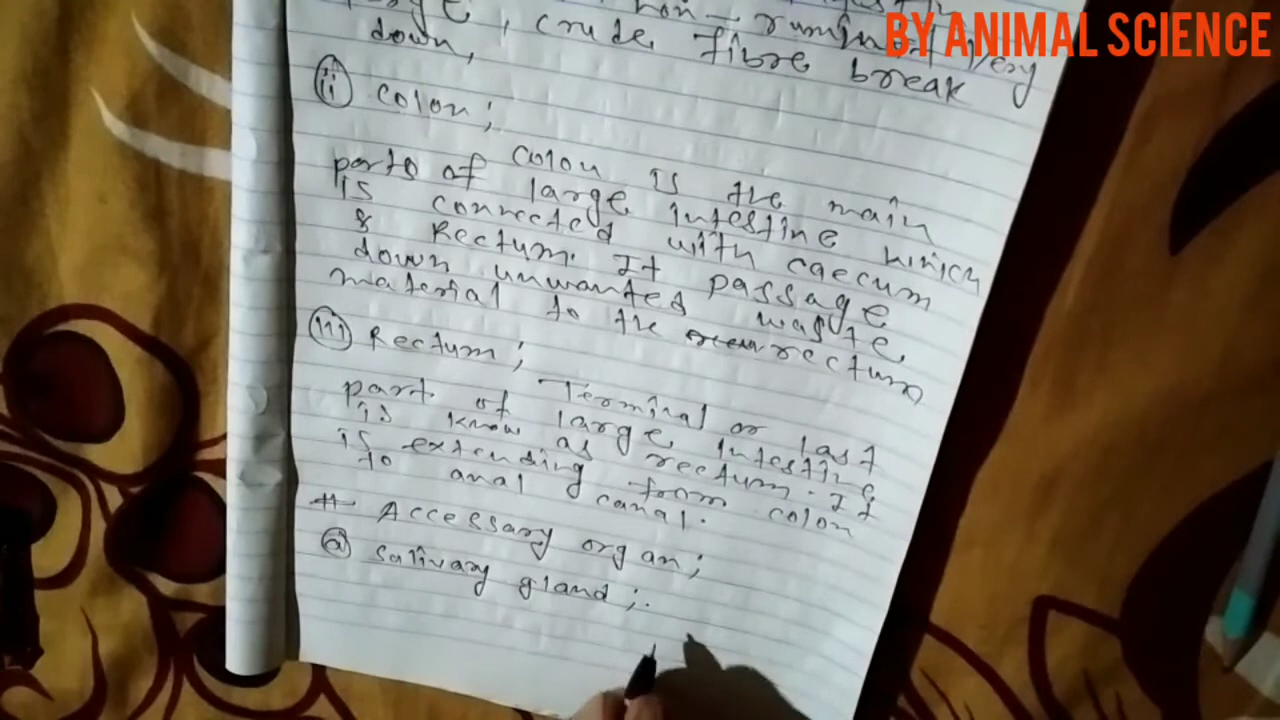 BY ANIMAL SCIENCE
non-
very
down, crude fibre break
(ii) Colon;
Colon is the main
parts of large intestine which
is connected with caecum
& Rectum. It passage
down unwanted waste
material to the rectum
(iii) Rectum;
Terminal or last
part of large intestine
is know as rectum. It
is extending from colon
to anal canal.
# Accessary organ;
(a) Salivary gland;.